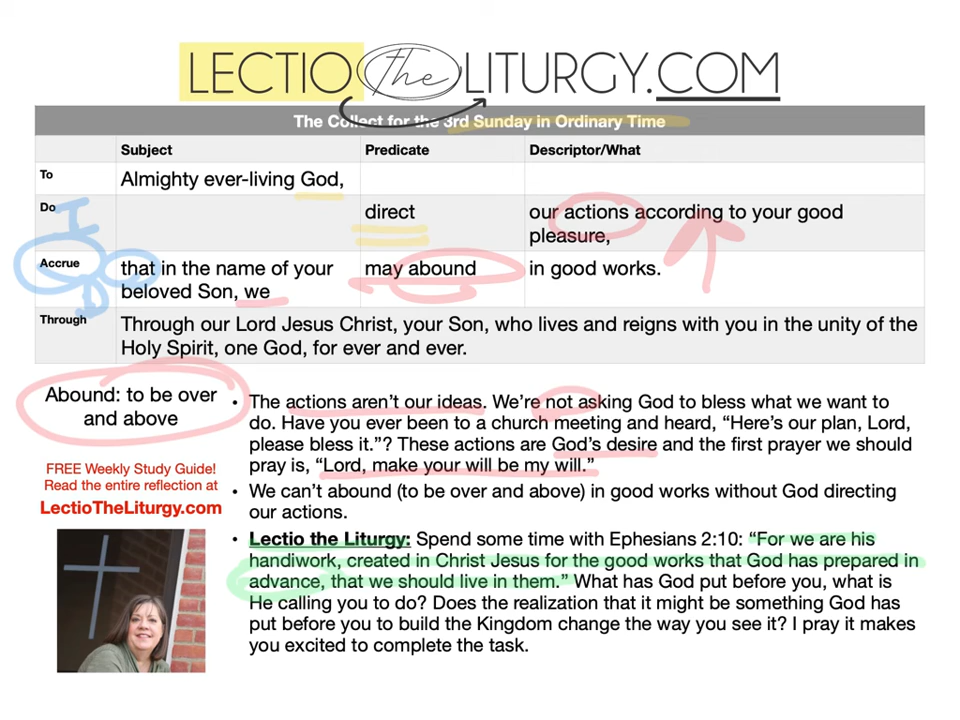 LECTIO the LITURGY.COM
The Collect for the 3rd Sunday in Ordinary Time
Subject Predicate Descriptor/What
To Almighty ever-living God,
Do direct our actions according to your good
pleasure,
Accrue that in the name of your may abound in good works.
beloved Son, we
Through Through our Lord Jesus Christ, your Son, who lives and reigns with you in the unity of the
Holy Spirit, one God, for ever and ever.
Abound: to be over
and above
FREE Weekly Study Guide!
Read the entire reflection at
LectioTheLiturgy.com
• The actions aren't our ideas. We're not asking God to bless what we want to
do. Have you ever been to a church meeting and heard, "Here's our plan, Lord,
please bless it."? These actions are God's desire and the first prayer we should
pray is, "Lord, make your will be my will."
• We can't abound (to be over and above) in good works without God directing
our actions.
• Lectio the Liturgy: Spend some time with Ephesians 2:10: "For we are his
handiwork, created in Christ Jesus for the good works that God has prepared in
advance, that we should live in them." What has God put before you, what is
He calling you to do? Does the realization that it might be something God has
put before you to build the Kingdom change the way you see it? I pray it makes
you excited to complete the task.